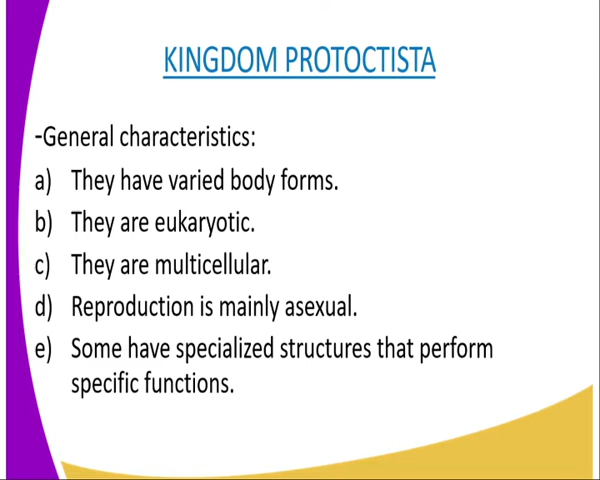 KINGDOM PROTOCTISTA
-General characteristics:
a) They have varied body forms.
b) They are eukaryotic.
c) They are multicellular.
d) Reproduction is mainly asexual.
e) Some have specialized structures that perform
specific functions.